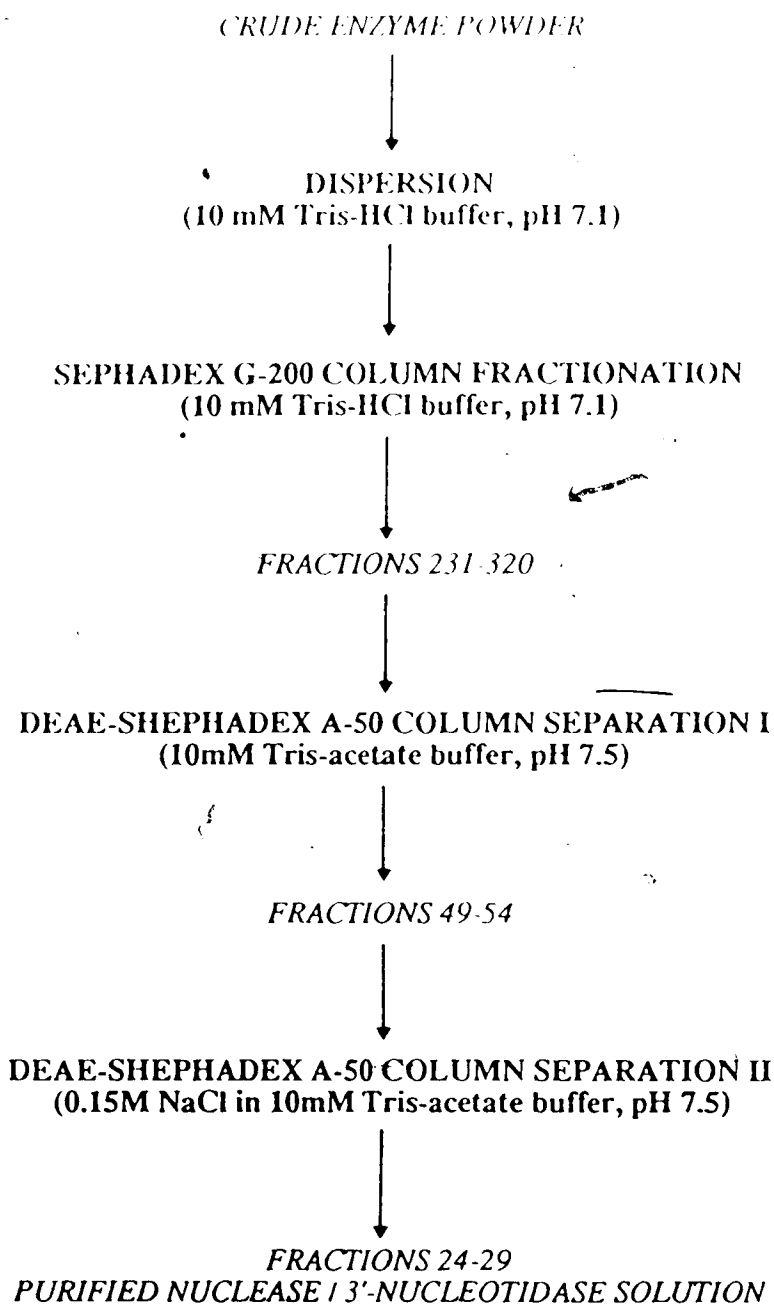 CRUDE ENZYME POWDER
DISPERSION
(10 mM Tris-HCl buffer, pH 7.1)
SEPHADEX G-200 COLUMN FRACTIONATION
(10 mM Tris-HCl buffer, pH 7.1)
FRACTIONS 231-320
DEAE-SHEPHADEX A-50 COLUMN SEPARATION I
(10mM Tris-acetate buffer, pH 7.5)
FRACTIONS 49-54
DEAE-SHEPHADEX A-50 COLUMN SEPARATION II
(0.15M NaCl in 10mM Tris-acetate buffer, pH 7.5)
FRACTIONS 24-29
PURIFIED NUCLEASE / 3'-NUCLEOTIDASE SOLUTION